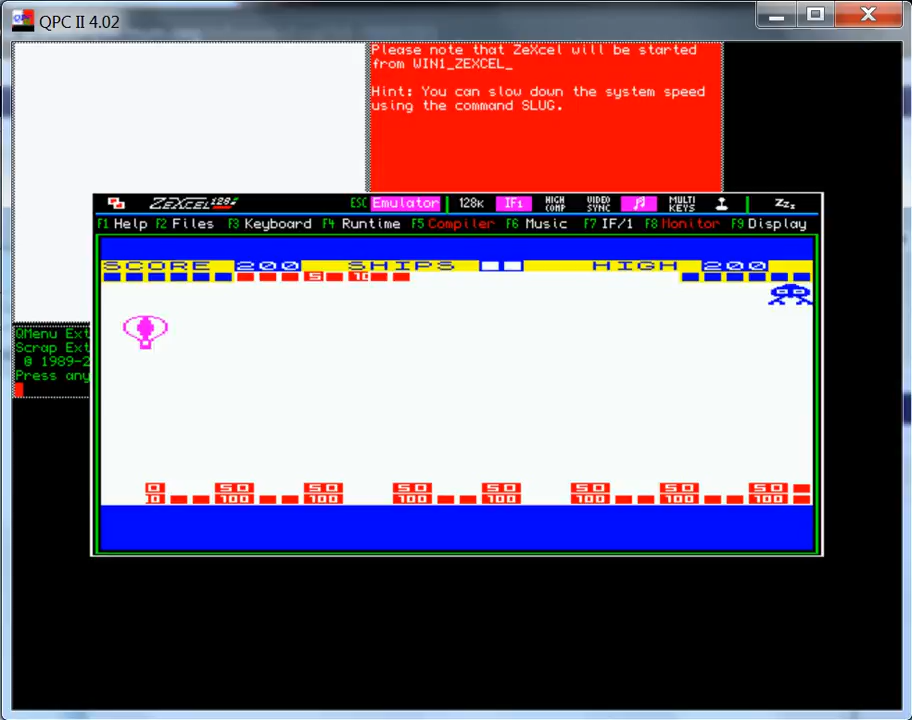 QPC II 4.02
Please note that ZeXcel will be started
from WIN1_ZEXCEL_
Hint: You can slow down the system speed
using the command SLUG.
ZeXcel 128
ESC Emulator 128K IF1 HIGH COMP VIDEO SYNC MULTI KEYS Zzz
F1 Help F2 Files F3 Keyboard F4 Runtime F5 Compiler F6 Music F7 IF/1 F8 Monitor F9 Display
SCORE 200 SHIPS HIGH 200
5 10
QMenu Ext
Scrap Ext
@ 1989-2
Press any
0 50 50 50 50 50 50 50
10 100 100 100 100 100 100 100